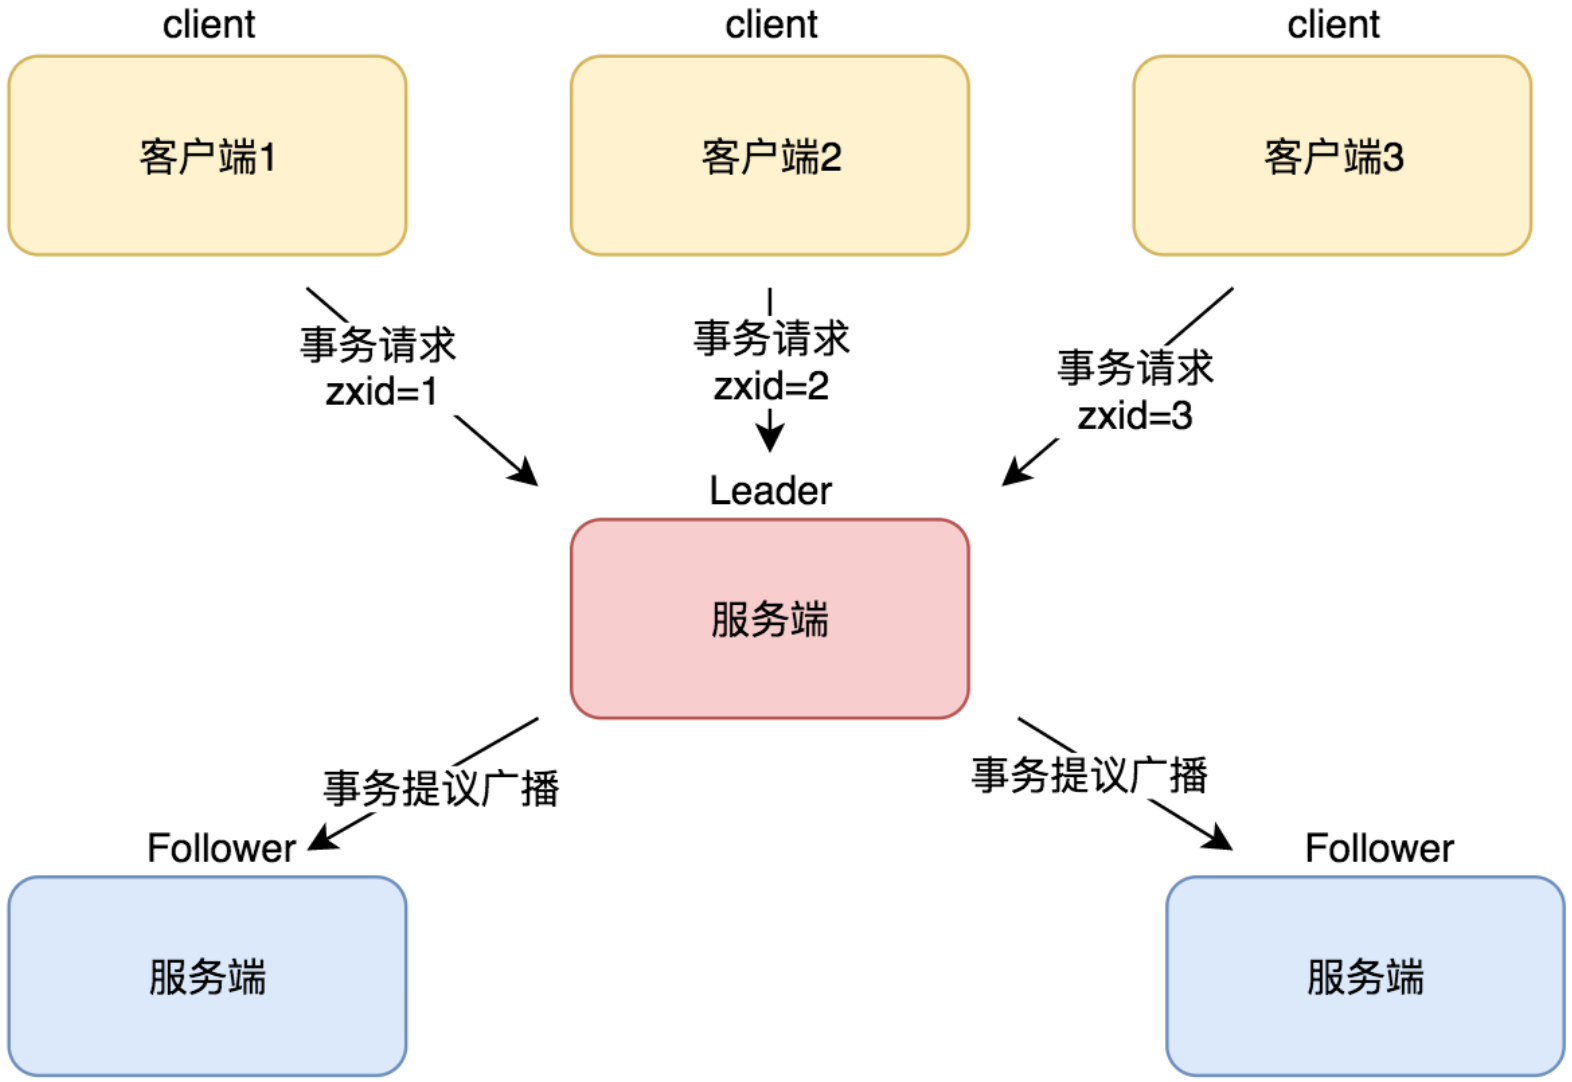 client
client
client
客户端1
客户端2
客户端3
事务请求
zxid=1
事务请求
zxid=2
事务请求
zxid=3
Leader
服务端
事务提议广播
事务提议广播
Follower
Follower
服务端
服务端